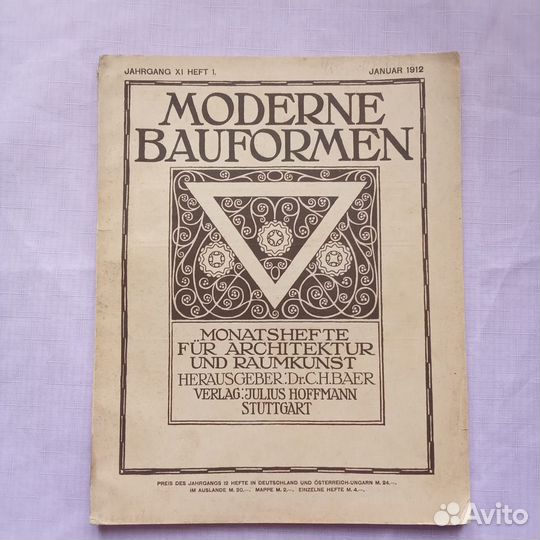 JAHRGANG XI HEFT 1. JANUAR 1912
MODERNE
BAUFORMEN
MONATSHEFTE
FÜR ARCHITEKTUR
UND RAUMKUNST
HERAUSGEBER: Dr. C. H. BAER
VERLAG: JULIUS HOFFMANN
STUTTGART
PREIS DES JAHRGANGS 12 HEFTE IN DEUTSCHLAND UND ÖSTERREICH-UNGARN M. 24.—,
IM AUSLANDE M. 30.—. MAPPE M. 2.—. EINZELNE HEFTE M. 4.—.
Avito